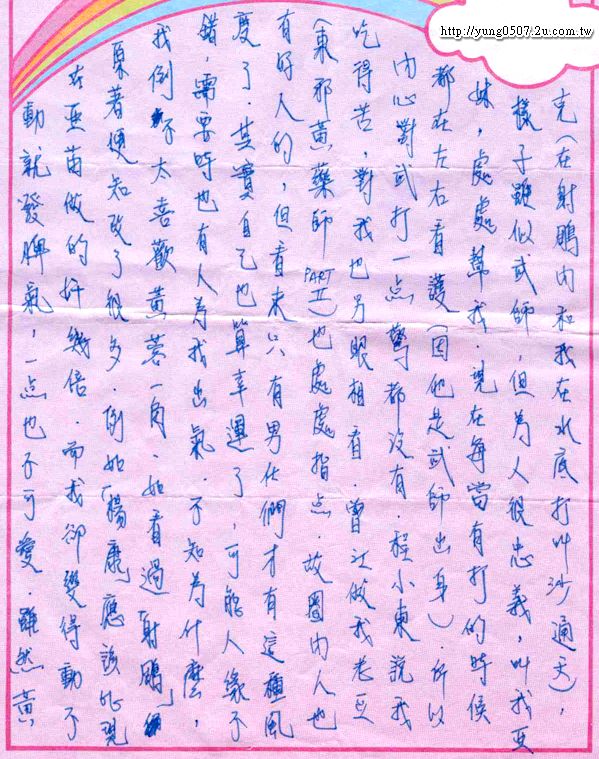 http://yung0507.2u.com.tw
克（在射鵰內和我在水底打叫沙通天），
樣子雖似武師，但為人很忠義，叫我亞
妹，處處幫我．現在每當有打的時候
都在左右看護（因他是武師出身）．所以
內心對武打一点驚都沒有．程小東說我
吃得苦，對我也另眼相看．曾做我老豆
（東邪黃藥師PART II）也處處指点．故圈內人也
有好人的，但看來只有男仕們才有這種風
度了．其實自己也算幸運了，可能人緣不
錯，需要時也有人為我出氣．不知為什麼，
我倒不太喜歡黃蓉一角．如看過「射鵰」
原著便知改了很多．例如「楊康」應該比現
在亞苗做的奸幾倍．而我卻變得動不
動就發脾氣，一点也不可愛．雖然黃